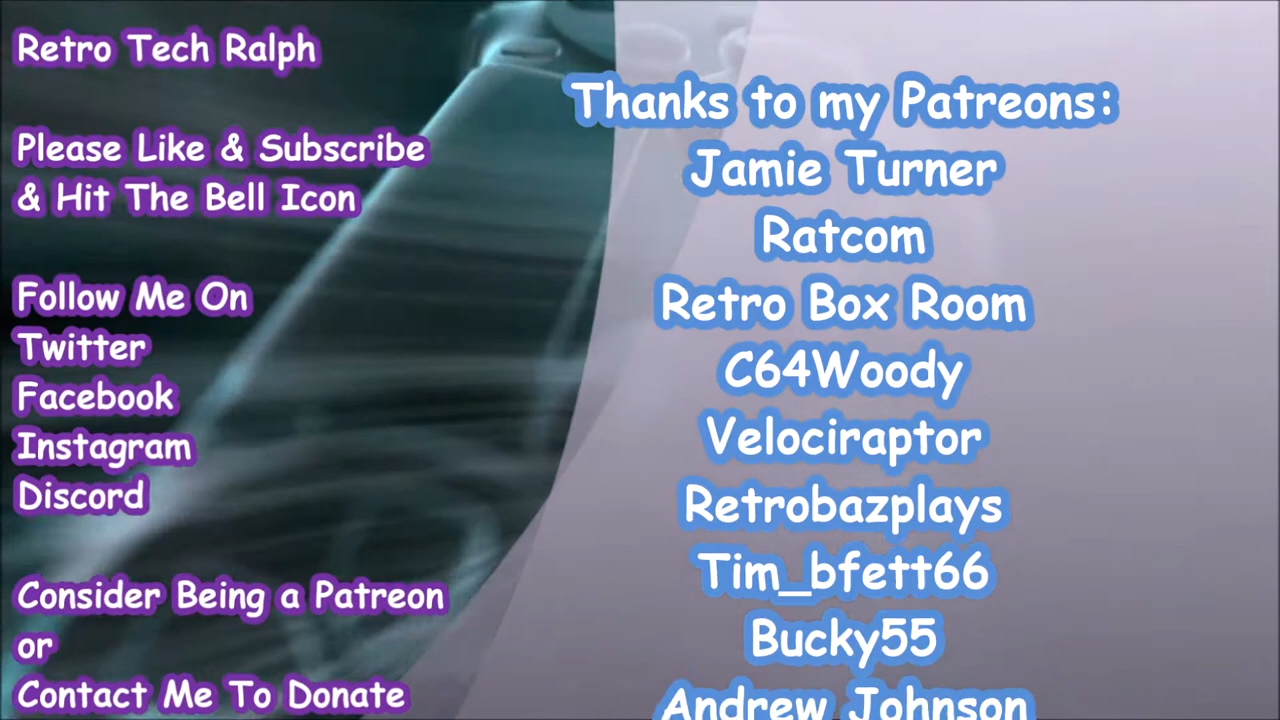 Retro Tech Ralph
Please Like & Subscribe
& Hit The Bell Icon
Follow Me On
Twitter
Facebook
Instagram
Discord
Consider Being a Patreon
or
Contact Me To Donate
Thanks to my Patreons:
Jamie Turner
Ratcom
Retro Box Room
C64Woody
Velociraptor
Retrobazplays
Tim_bfett66
Bucky55
Andrew Johnson